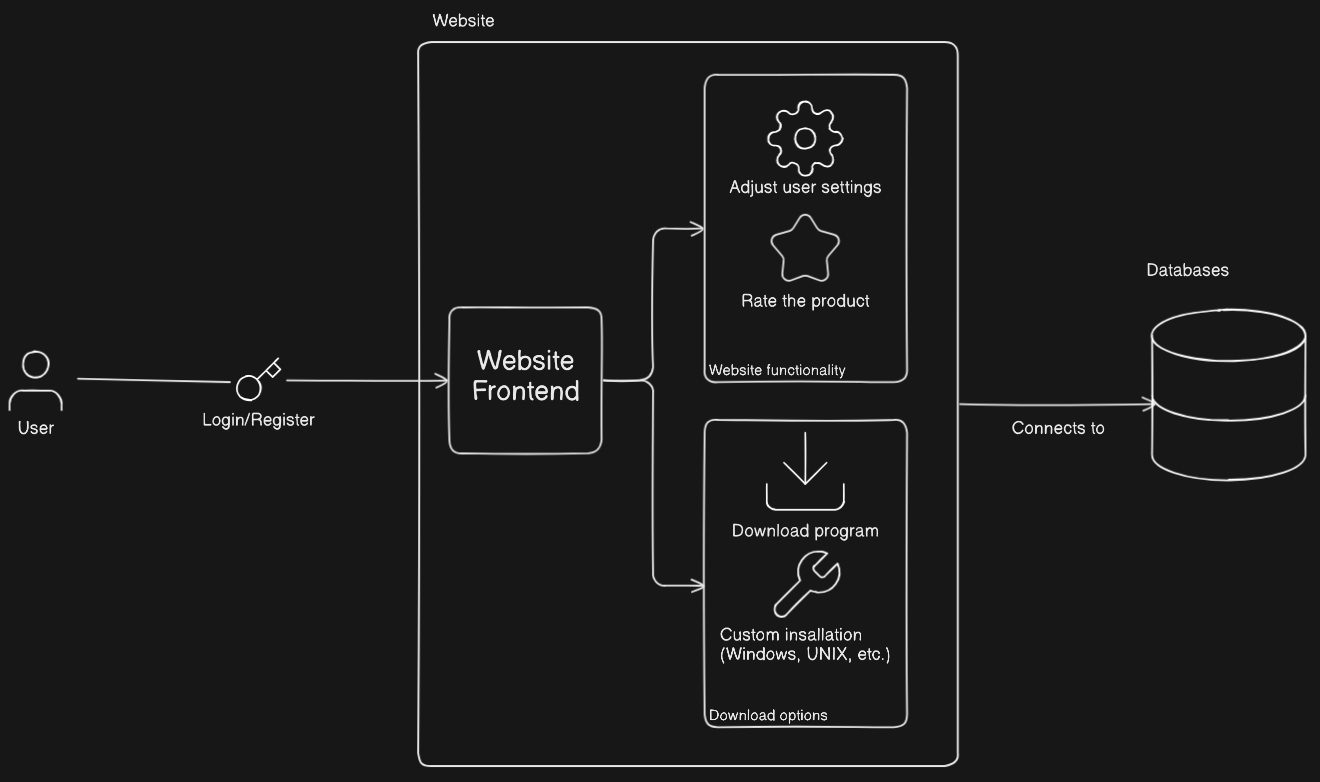 Website
Adjust user settings
Rate the product
Website functionality
Website
Frontend
User
Login/Register
Download program
Custom insallation
(Windows, UNIX, etc.)
Download options
Databases
Connects to